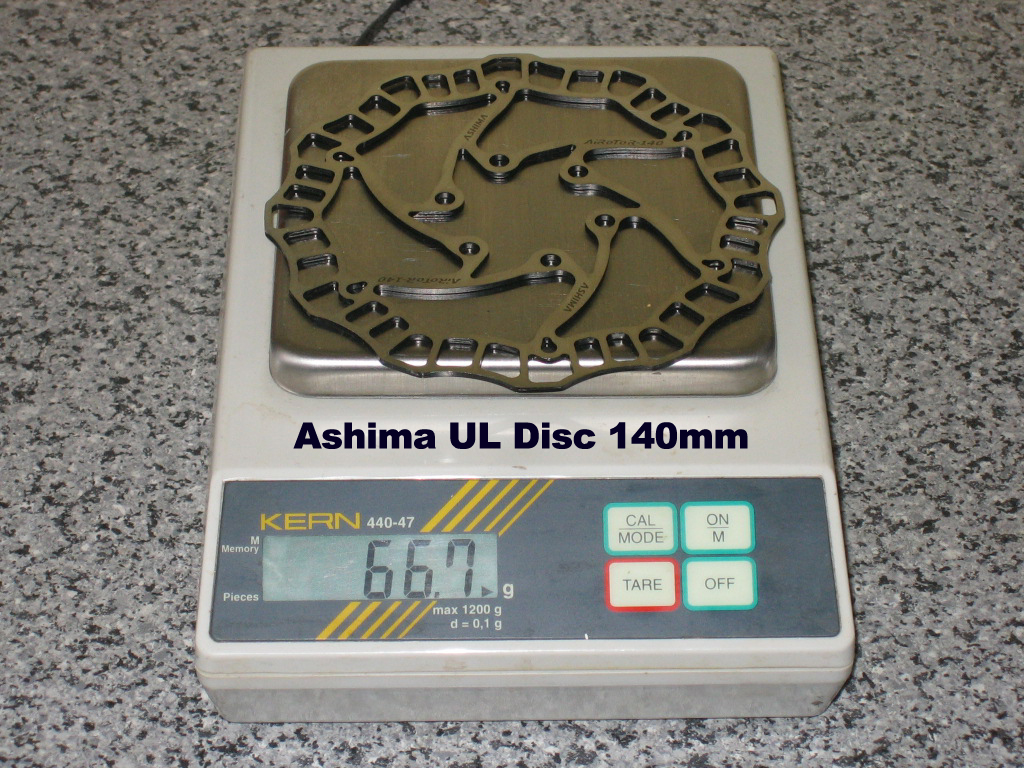 ASHIMA
AiRoToR-140
AiRoToR-140
ASHIMA
Ashima UL Disc 140mm
KERN 440-47
M
Memory
66.7 g
Pieces
max 1200 g
d = 0,1 g
CAL
MODE
ON
M
TARE
OFF